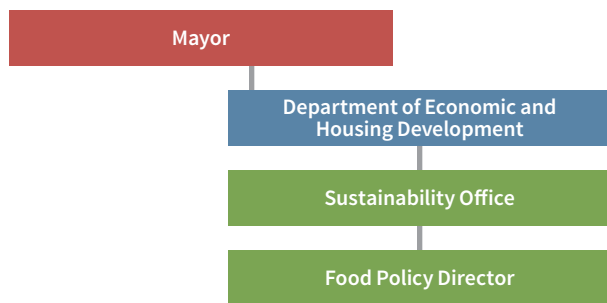 Mayor
Department of Economic and
Housing Development
Sustainability Office
Food Policy Director